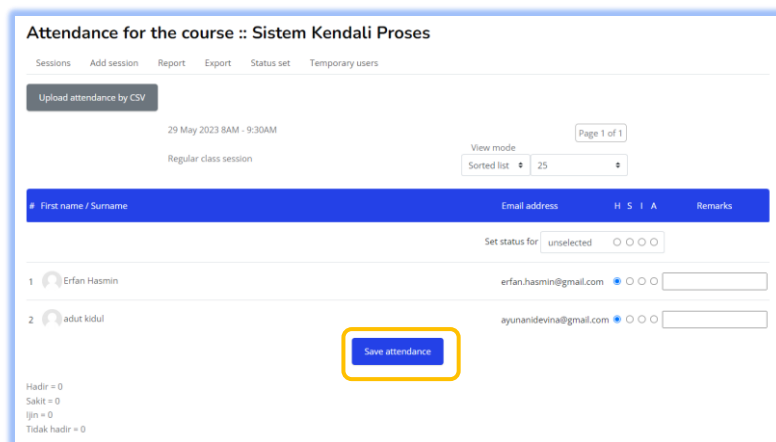 Attendance for the course :: Sistem Kendali Proses
Sessions Add session Report Export Status set Temporary users
Upload attendance by CSV
29 May 2023 8AM - 9:30AM
Page 1 of 1
View mode
Regular class session
Sorted list 25
# First name / Surname Email address H S I A Remarks
Set status for unselected
1 Erfan Hasmin erfan.hasmin@gmail.com
2 adut kidul ayunanidevina@gmail.com
Save attendance
Hadir = 0
Sakit = 0
Ijin = 0
Tidak hadir = 0